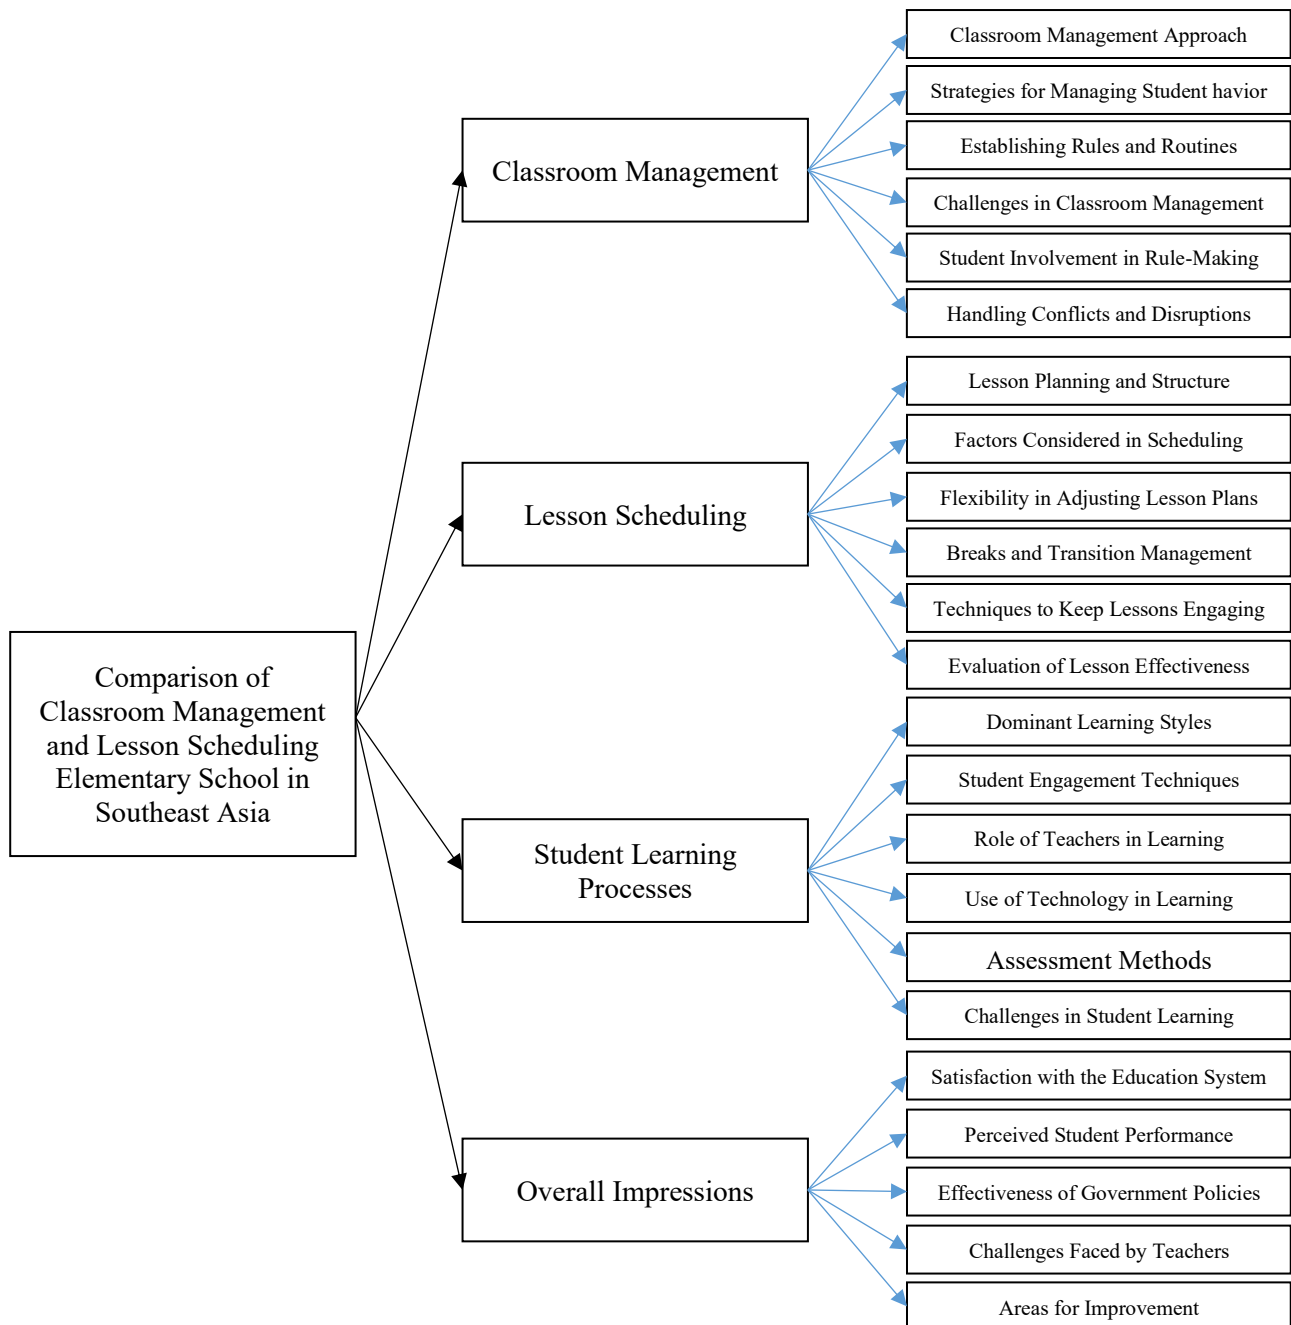 Comparison of
Classroom Management
and Lesson Scheduling
Elementary School in
Southeast Asia
Classroom Management
Classroom Management Approach
Strategies for Managing Student havior
Establishing Rules and Routines
Challenges in Classroom Management
Student Involvement in Rule-Making
Handling Conflicts and Disruptions
Lesson Scheduling
Lesson Planning and Structure
Factors Considered in Scheduling
Flexibility in Adjusting Lesson Plans
Breaks and Transition Management
Techniques to Keep Lessons Engaging
Evaluation of Lesson Effectiveness
Student Learning
Processes
Dominant Learning Styles
Student Engagement Techniques
Role of Teachers in Learning
Use of Technology in Learning
Assessment Methods
Challenges in Student Learning
Overall Impressions
Satisfaction with the Education System
Perceived Student Performance
Effectiveness of Government Policies
Challenges Faced by Teachers
Areas for Improvement